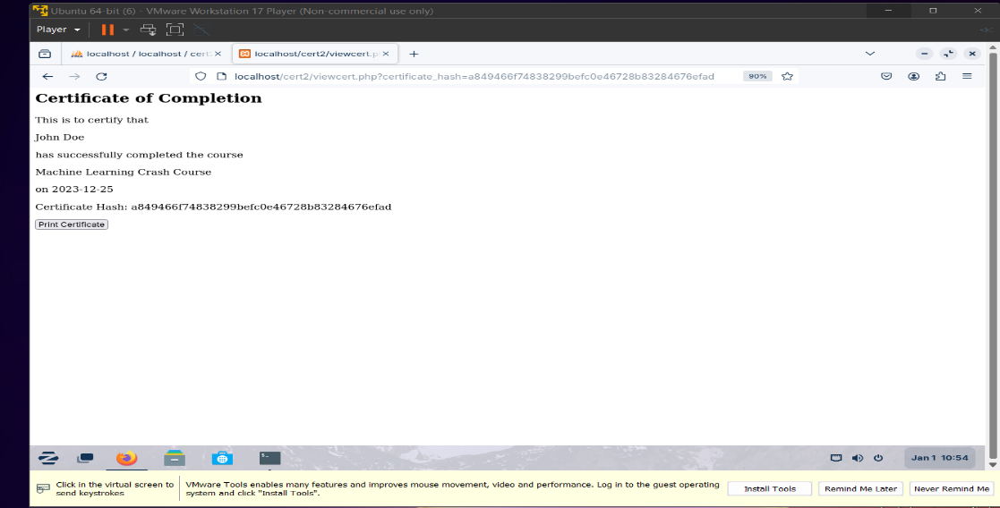 Ubuntu 64-bit (6) - VMware Workstation 17 Player (Non-commercial use only)
Player
localhost / localhost / cert
localhost/cert2/viewcert.p
localhost/cert2/viewcert.php?certificate_hash=a849466f74838299befc0e46728b83284676efad
90%
Certificate of Completion
This is to certify that
John Doe
has successfully completed the course
Machine Learning Crash Course
on 2023-12-25
Certificate Hash: a849466f74838299befc0e46728b83284676efad
Print Certificate
Jan 1 10:54
Click in the virtual screen to
send keystrokes
VMware Tools enables many features and improves mouse movement, video and performance. Log in to the guest operating
system and click "Install Tools".
Install Tools
Remind Me Later
Never Remind Me